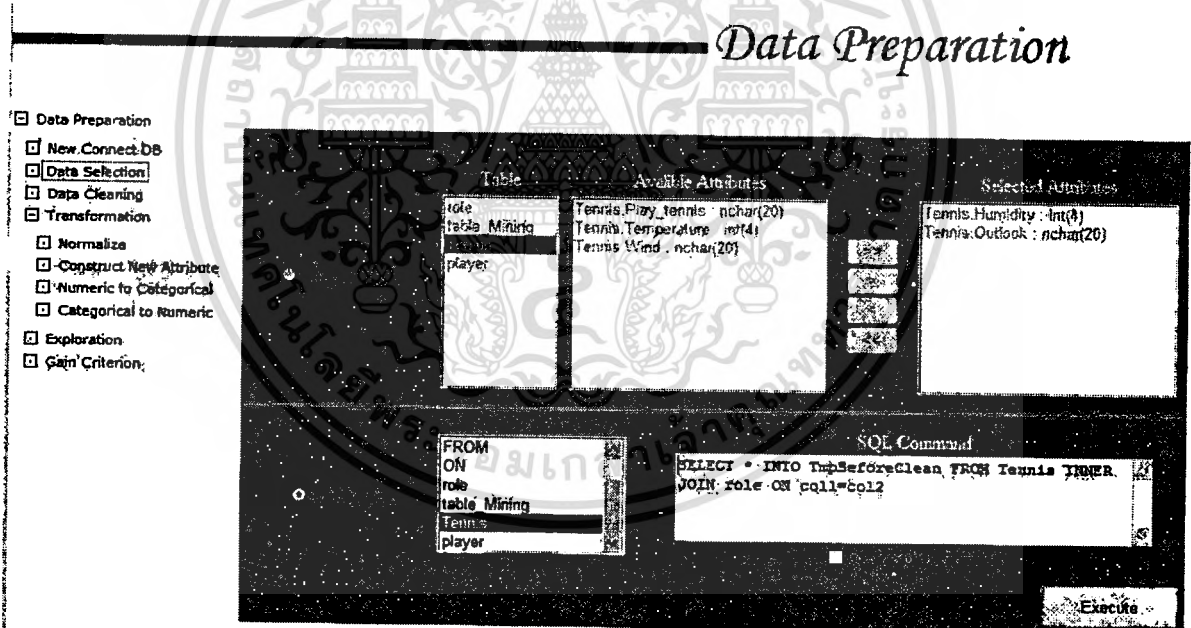 Data Preparation
Data Preparation
New Connect DB
Data Selection
Data Cleaning
Transformation
Normalize
Construct New Attribute
Numeric to Categorical
Categorical to Numeric
Exploration
Gain Criterion
Table
Avalible Attributes
Selected Attributes
role
table_Mining
player
Tennis.Play_tennis : nchar(20)
Tennis.Temperature : int(4)
Tennis.Wind : nchar(20)
Tennis.Humidity : int(4)
Tennis.Outlook : nchar(20)
FROM
ON
role
table_Mining
Tennis
player
SQL Command
SELECT * INTO TmpBeforeClean FROM Tennis INNER
JOIN role ON col1=col2
Execute